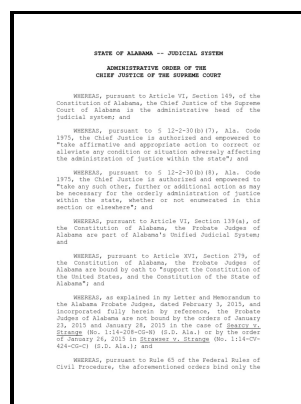 STATE OF ALABAMA -- JUDICIAL SYSTEM
ADMINISTRATIVE ORDER OF THE
CHIEF JUSTICE OF THE SUPREME COURT
WHEREAS, pursuant to Article VI, Section 149, of the
Constitution of Alabama, the Chief Justice of the Supreme
Court of Alabama is the administrative head of the
judicial system; and
WHEREAS, pursuant to § 12-2-30(b)(7), Ala. Code
1975, the Chief Justice is authorized and empowered to
"take affirmative and appropriate action to correct or
alleviate any condition or situation adversely affecting
the administration of justice within the state"; and
WHEREAS, pursuant to § 12-2-30(b)(8), Ala. Code
1975, the Chief Justice is authorized and empowered to
"take any such other, further or additional action as may
be necessary for the orderly administration of justice
within the state, whether or not enumerated in this
section or elsewhere"; and
WHEREAS, pursuant to Article VI, Section 139(a), of
the Constitution of Alabama, the Probate Judges of
Alabama are part of Alabama's Unified Judicial System;
and
WHEREAS, pursuant to Article XVI, Section 279, of
the Constitution of Alabama, the Probate Judges of
Alabama are bound by oath to "support the Constitution of
the United States, and the Constitution of the State of
Alabama"; and
WHEREAS, as explained in my Letter and Memorandum to
the Alabama Probate Judges, dated February 3, 2015, and
incorporated fully herein by reference, the Probate
Judges of Alabama are not bound by the orders of January
23, 2015 and January 28, 2015 in the case of Searcy v.
Strange (No. 1:14-208-CG-N) (S.D. Ala.) or by the order
of January 26, 2015 in Strawser v. Strange (No. 1:14-CV-
424-CG-C) (S.D. Ala.); and
WHEREAS, pursuant to Rule 65 of the Federal Rules of
Civil Procedure, the aforementioned orders bind only the